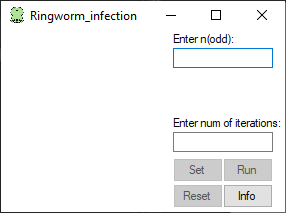 Ringworm_infection
Enter n(odd):
Enter num of iterations:
Set Run
Reset Info